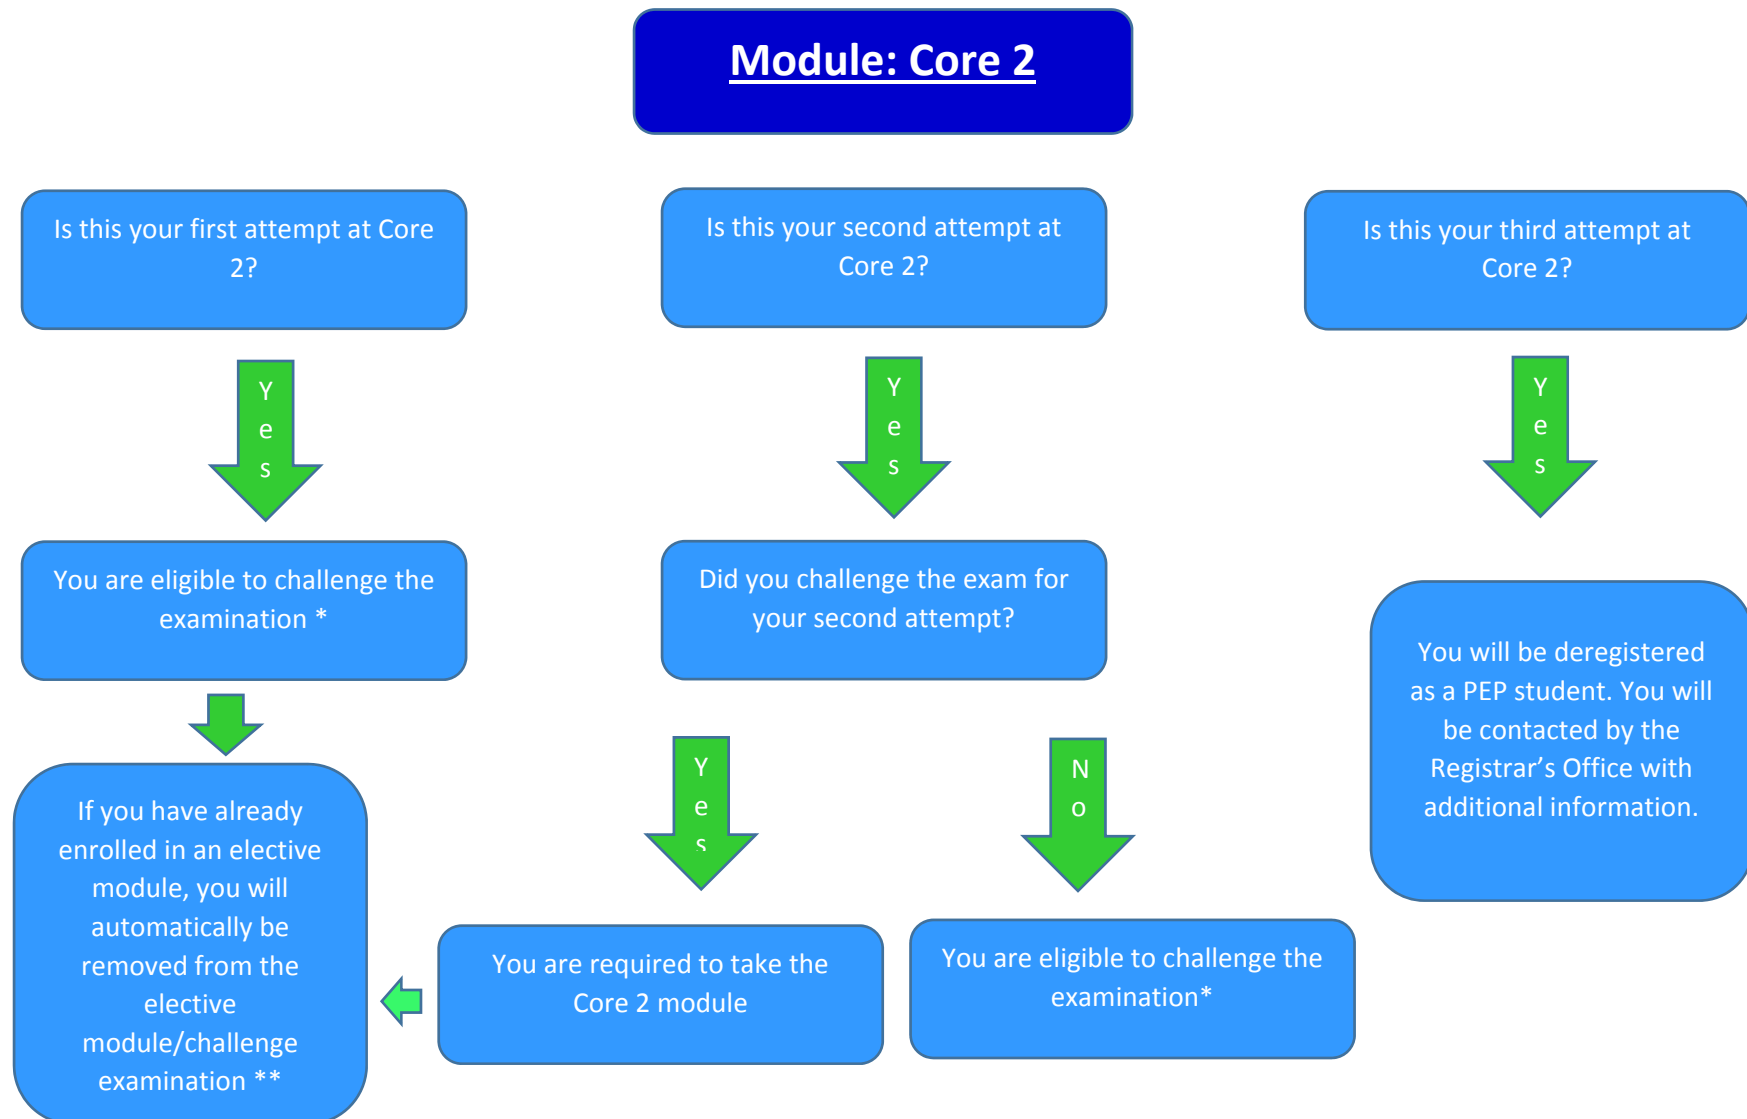 Module: Core 2
Is this your first attempt at Core
2?
Is this your second attempt at
Core 2?
Is this your third attempt at
Core 2?
Y
e
s
Y
e
s
Y
e
s
You are eligible to challenge the
examination *
Did you challenge the exam for
your second attempt?
You will be deregistered
as a PEP student. You will
be contacted by the
Registrar’s Office with
additional information.
Y
e
s
N
o
If you have already
enrolled in an elective
module, you will
automatically be
removed from the
elective
module/challenge
examination **
You are required to take the
Core 2 module
You are eligible to challenge the
examination*